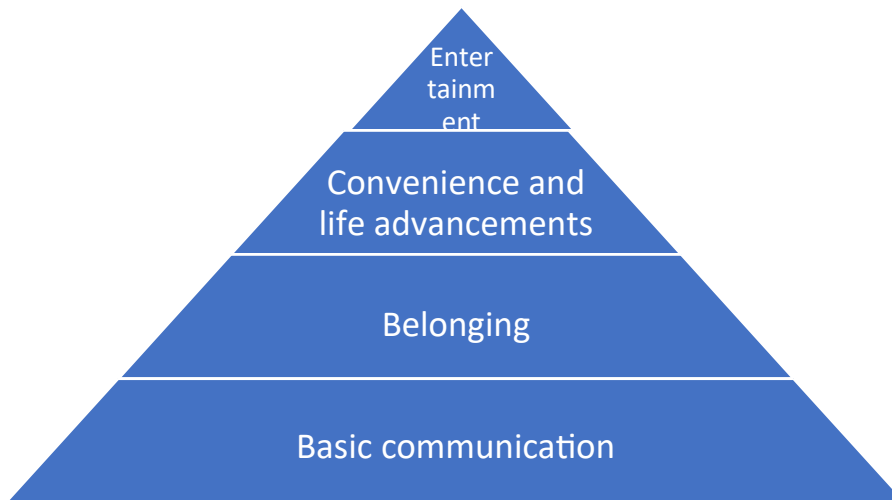 Enter
tainm
ent
Convenience and
life advancements
Belonging
Basic communication